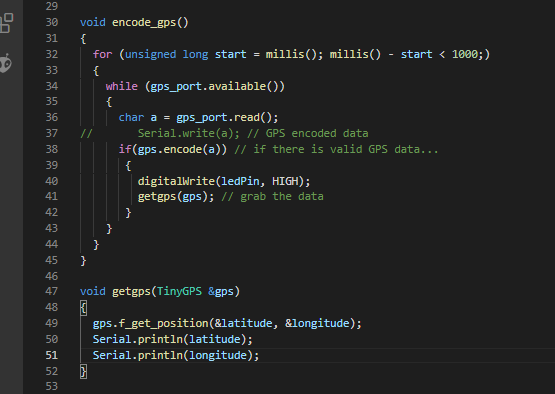 29
30 void encode_gps()
31 {
32   for (unsigned long start = millis(); millis() - start < 1000;)
33   {
34     while (gps_port.available())
35     {
36       char a = gps_port.read();
37 //       Serial.write(a); // GPS encoded data
38       if(gps.encode(a)) // if there is valid GPS data...
39        {
40          digitalWrite(ledPin, HIGH);
41          getgps(gps); // grab the data
42        }
43     }
44   }
45 }
46
47 void getgps(TinyGPS &gps)
48 {
49   gps.f_get_position(&latitude, &longitude);
50   Serial.println(latitude);
51   Serial.println(longitude);
52 }
53